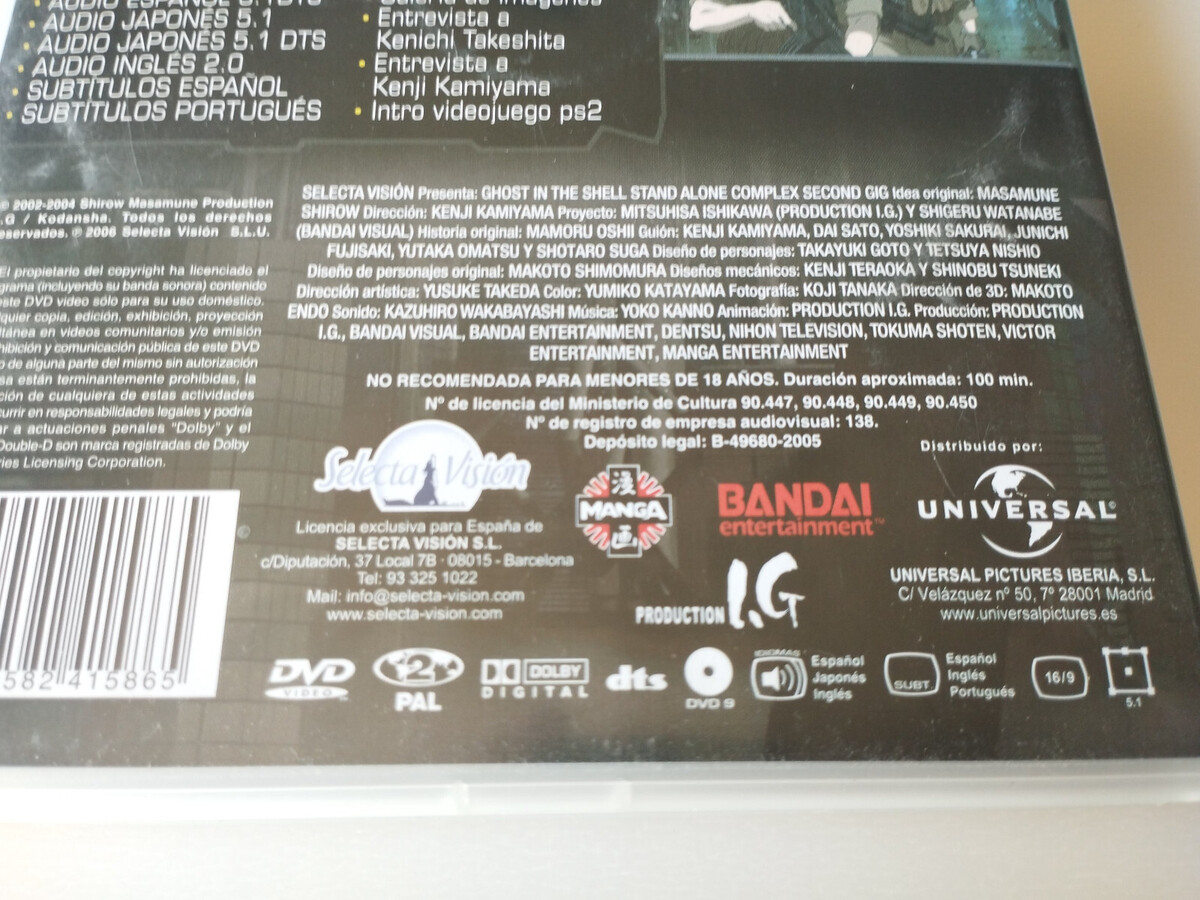 AUDIO ESPAÑOL 5.1 DTS
AUDIO JAPONÉS 5.1
AUDIO JAPONÉS 5.1 DTS
AUDIO INGLÉS 2.0
SUBTÍTULOS ESPAÑOL
SUBTÍTULOS PORTUGUÉS
Galería de imágenes
Entrevista a
Kenichi Takeshita
Entrevista a
Kenji Kamiyama
Intro videojuego ps2
© 2002-2004 Shirow Masamune Production
I.G / Kodansha. Todos los derechos
reservados. © 2006 Selecta Visión S.L.U.
El propietario del copyright ha licenciado el
grama (incluyendo su banda sonora) contenido
este DVD video sólo para su uso doméstico.
quier copia, edición, exhibición, proyección
ltánea en videos comunitarios y/o emisión
hibición y comunicación pública de este DVD
o de alguna parte del mismo sin autorización
sa están terminantemente prohibidas, la
ción de cualquiera de estas actividades
currir en responsabilidades legales y podría
ar a actuaciones penales "Dolby" y el
Double-D son marca registradas de Dolby
ries Licensing Corporation.
SELECTA VISIÓN Presenta: GHOST IN THE SHELL STAND ALONE COMPLEX SECOND GIG Idea original: MASAMUNE
SHIROW Dirección: KENJI KAMIYAMA Proyecto: MITSUHISA ISHIKAWA (PRODUCTION I.G.) Y SHIGERU WATANABE
(BANDAI VISUAL) Historia original: MAMORU OSHII Guión: KENJI KAMIYAMA, DAI SATO, YOSHIKI SAKURAI, JUNICHI
FUJISAKI, YUTAKA OMATSU Y SHOTARO SUGA Diseño de personajes: TAKAYUKI GOTO Y TETSUYA NISHIO
Diseño de personajes original: MAKOTO SHIMOMURA Diseños mecánicos: KENJI TERAOKA Y SHINOBU TSUNEKI
Dirección artística: YUSUKE TAKEDA Color: YUMIKO KATAYAMA Fotografía: KOJI TANAKA Dirección de 3D: MAKOTO
ENDO Sonido: KAZUHIRO WAKABAYASHI Música: YOKO KANNO Animación: PRODUCTION I.G. Producción: PRODUCTION
I.G., BANDAI VISUAL, BANDAI ENTERTAINMENT, DENTSU, NIHON TELEVISION, TOKUMA SHOTEN, VICTOR
ENTERTAINMENT, MANGA ENTERTAINMENT
NO RECOMENDADA PARA MENORES DE 18 AÑOS. Duración aproximada: 100 min.
Nº de licencia del Ministerio de Cultura 90.447, 90.448, 90.449, 90.450
Nº de registro de empresa audiovisual: 138.
Depósito legal: B-49680-2005
Selecta Visión
Licencia exclusiva para España de
SELECTA VISIÓN S.L.
c/Diputación, 37 Local 7B · 08015 - Barcelona
Tel: 93 325 1022
Mail: info@selecta-vision.com
www.selecta-vision.com
漫
MANGA
画
BANDAI
entertainment™
PRODUCTION I.G
Distribuido por:
UNIVERSAL
UNIVERSAL PICTURES IBERIA, S.L.
C/ Velázquez nº 50, 7º 28001 Madrid
www.universalpictures.es
582 415865
DVD
VIDEO
2
PAL
DOLBY
DIGITAL
dts
DVD 9
IDIOMAS
Español
Japonés
Inglés
SUBT
Español
Inglés
Portugués
16/9
5.1